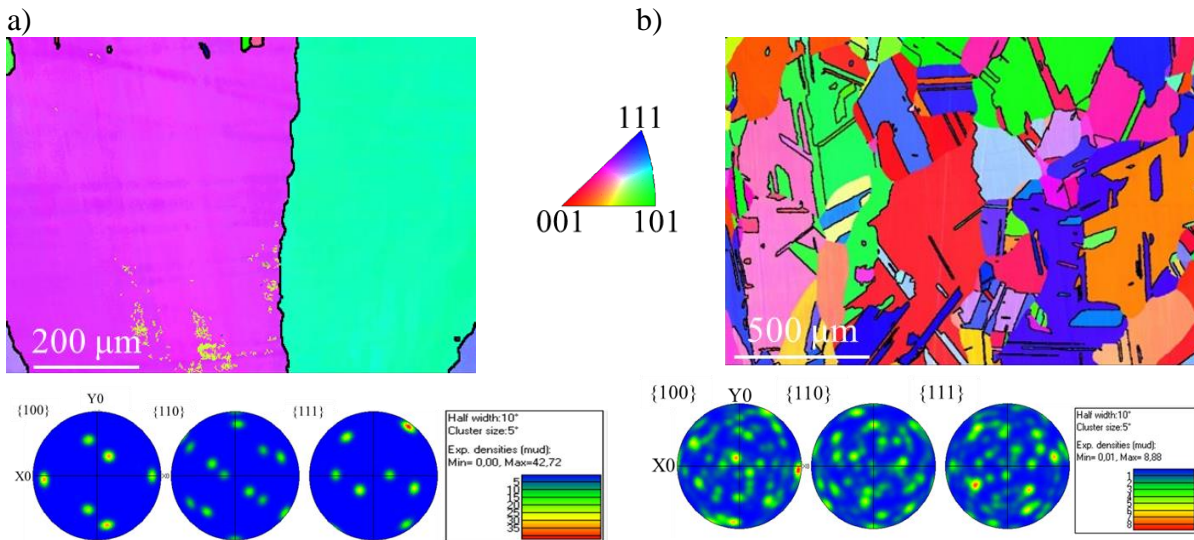 a)
200 μm
111
001
101
b)
500 μm
{100}
Y0
{110}
{111}
X0
X0
Half width:10°
Cluster size:5°
Exp. densities (mud):
Min= 0,00, Max=42,72
5
10
15
20
25
30
35
{100}
Y0
{110}
{111}
X0
X0
Half width:10°
Cluster size:5°
Exp. densities (mud):
Min= 0,01, Max= 8,88
1
2
3
4
5
6
7
8